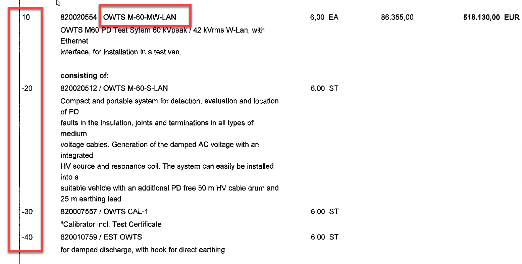 10 820020554 / OWTS M-60-MW-LAN 6,00 EA 86.355,00 518.130,00 EUR
OWTS M60 PD Test Sytem 60 kVpeak / 42 kVrms W-Lan, with
Ethernet
interface, for installation in a test van.
consisting of:
-20 820020512 / OWTS M-60-S-LAN 6.00 ST
Compact and portable system for detection, evaluation and location
of PD
faults in the insulation, joints and terminations in all types of
medium
voltage cables. Generation of the damped AC voltage with an
integrated
HV source and resonance coil. The system can easily be installed
into a
suitable vehicle with an additional PD free 50 m HV cable drum and
25 m earthing lead
-30 820007557 / OWTS CAL-1 6.00 ST
"Calibrator incl. Test Certificate
-40 820010759 / EST OWTS 6.00 ST
for damped discharge, with hook for direct earthing